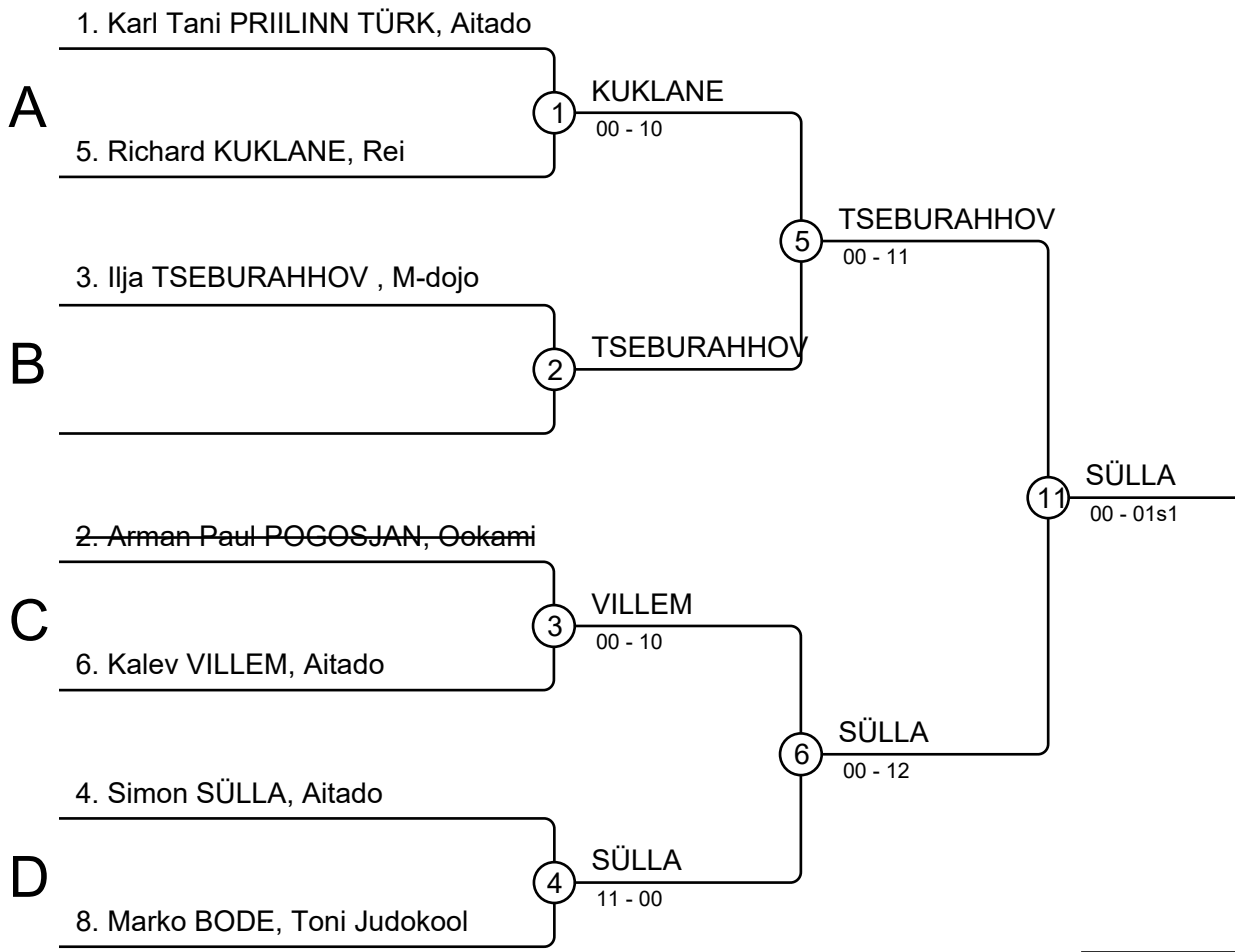 1. Karl Tani PRIILINN TÜRK, Aitado
A
1
KUKLANE
00 - 10
5. Richard KUKLANE, Rei
5
TSEBURAHHOV
00 - 11
3. Ilja TSEBURAHHOV , M-dojo
B
2
TSEBURAHHOV
11
SÜLLA
00 - 01s1
2. Arman Paul POGOSJAN, Ookami
C
3
VILLEM
00 - 10
6. Kalev VILLEM, Aitado
6
SÜLLA
00 - 12
4. Simon SÜLLA, Aitado
D
4
SÜLLA
11 - 00
8. Marko BODE, Toni Judokool